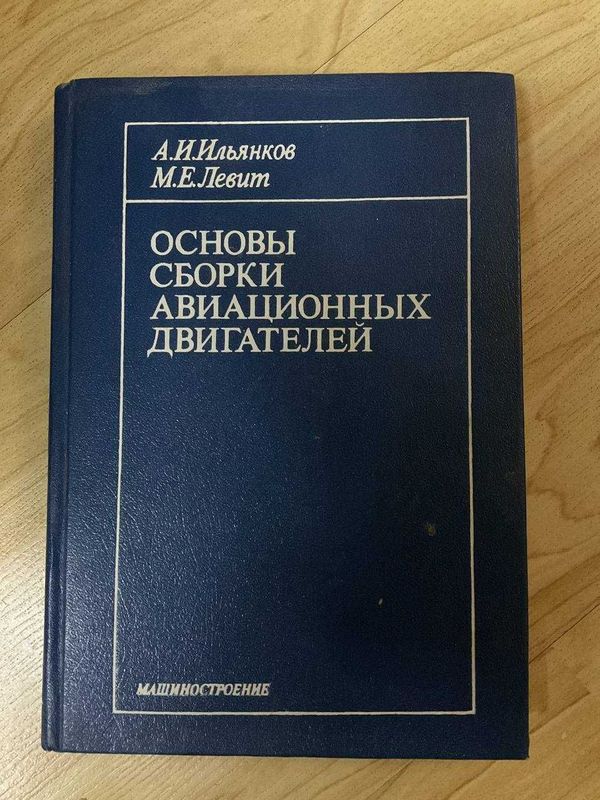 А.И.Ильянков
М.Е.Левит
ОСНОВЫ
СБОРКИ
АВИАЦИОННЫХ
ДВИГАТЕЛЕЙ
МАШИНОСТРОЕНИЕ